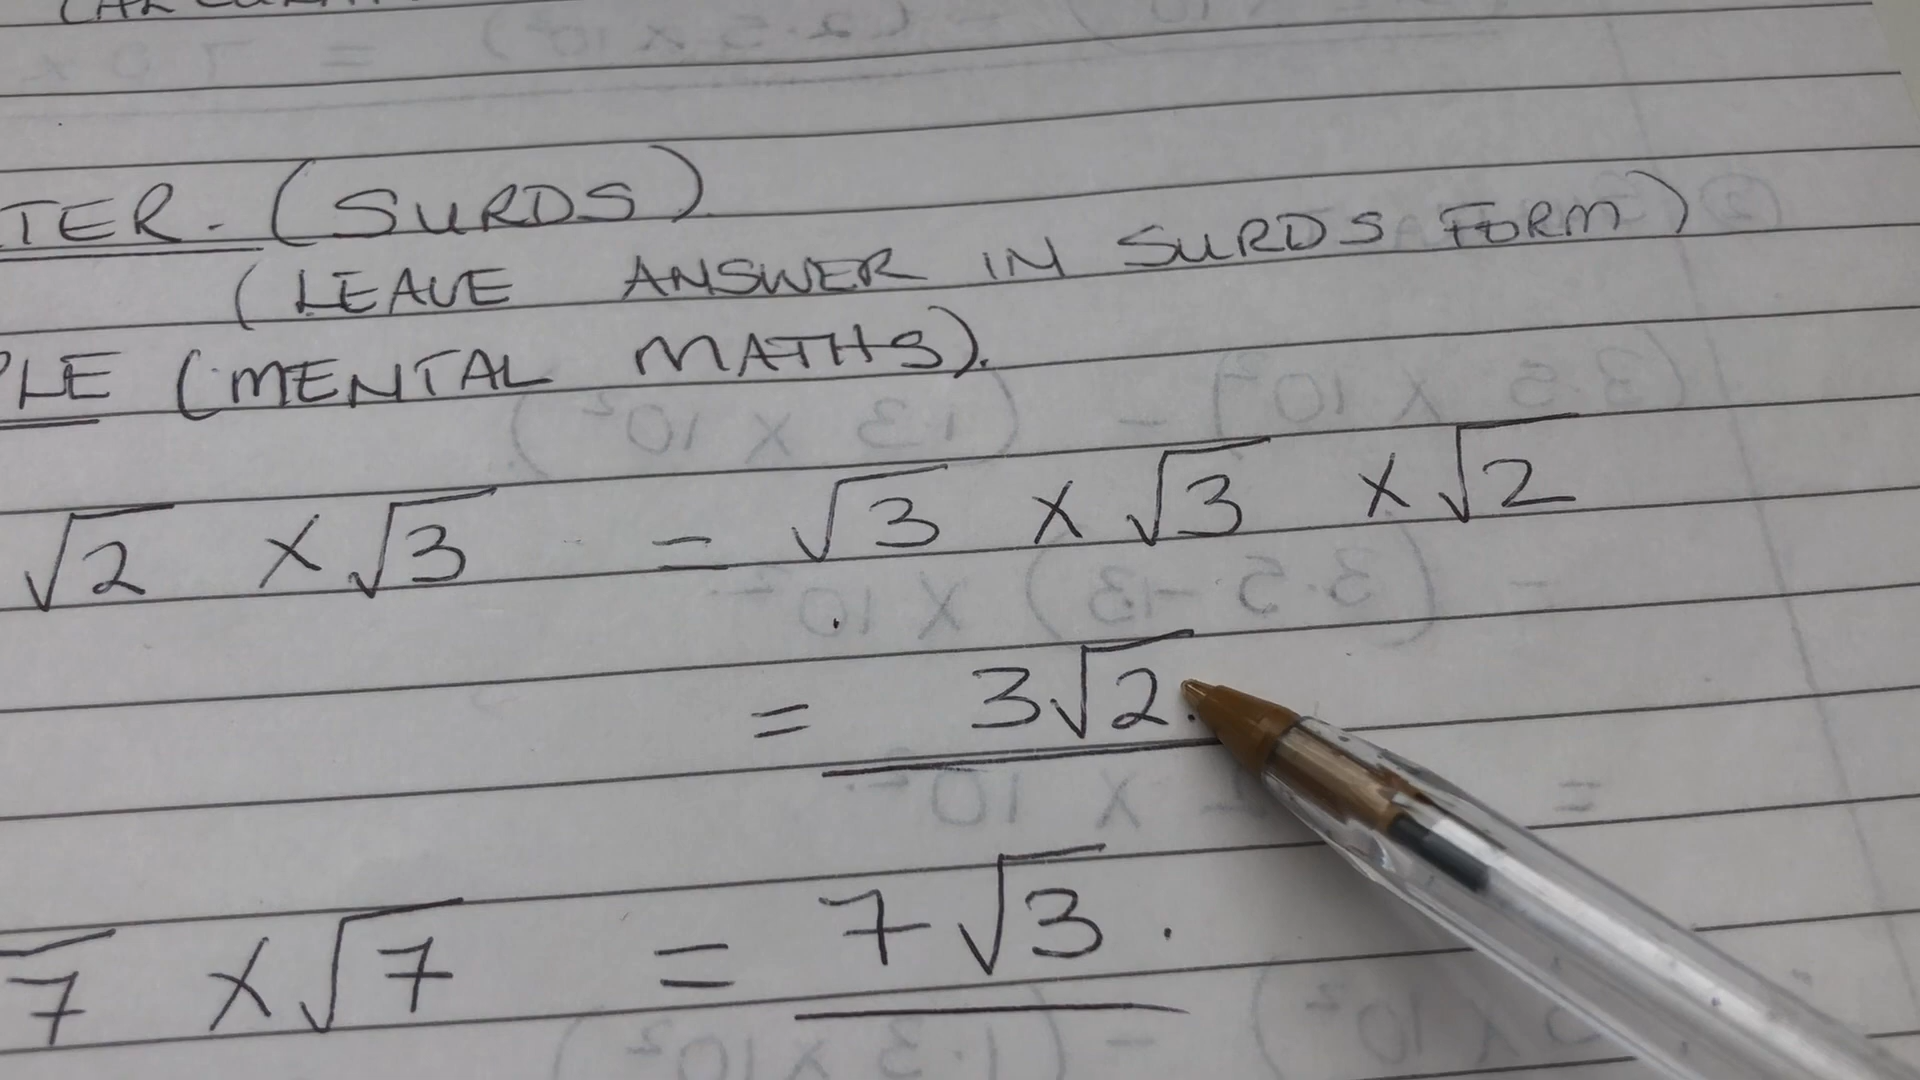 TER. (SURDS)
(LEAVE ANSWER IN SURDS FORM)
PLE (MENTAL MATHS).
√2 × √3 = √3 × √3 × √2
= 3√2.
√7 × √7 = 7√3.